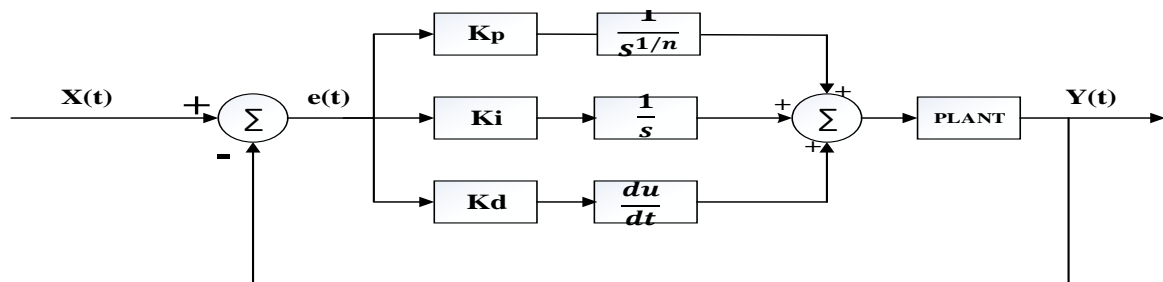 Kp
1
s^{1/n}
X(t)
+
Σ
-
e(t)
Ki
1
s
+
+
+
Σ
PLANT
Y(t)
Kd
du
dt